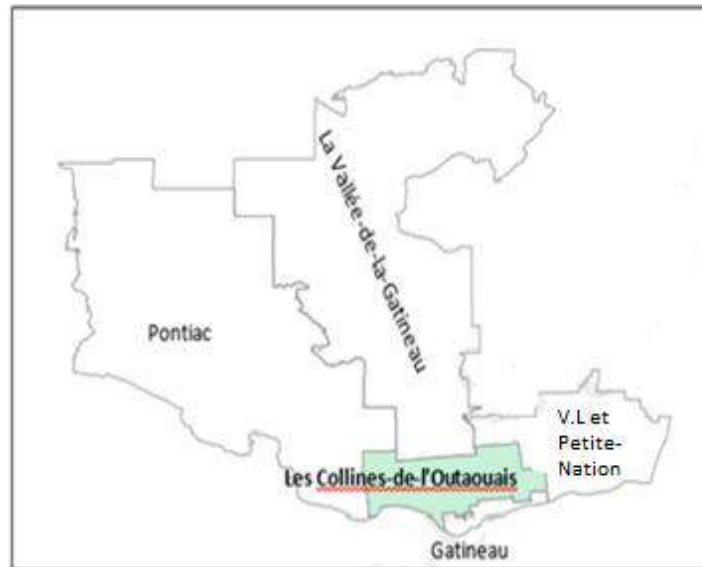 La Vallée-de-la-Gatineau
Pontiac
V.L et
Petite-
Nation
Les Collines-de-l'Outaouais
Gatineau